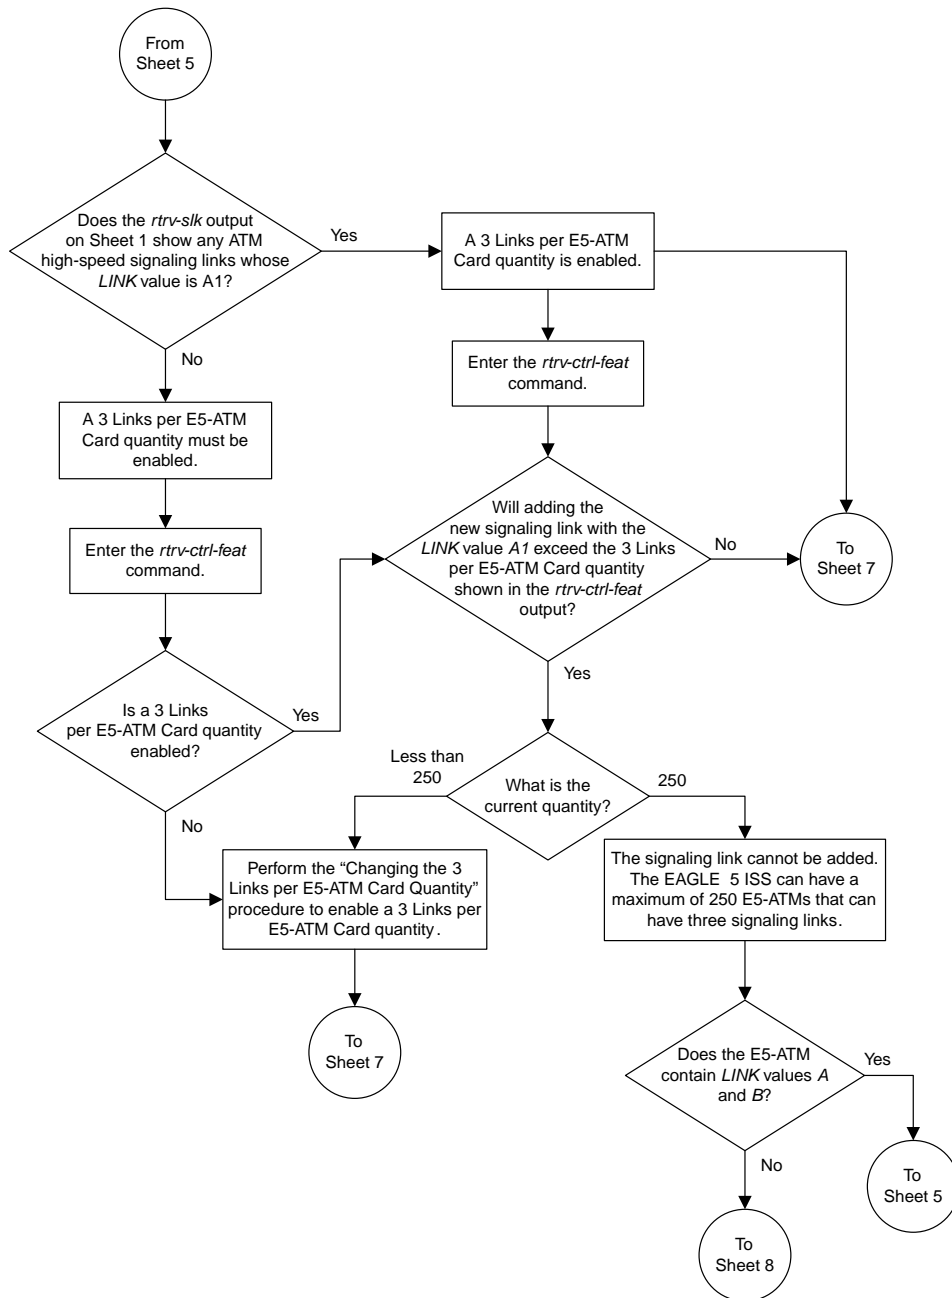 From
Sheet 5
Does the rtrv-slk output
on Sheet 1 show any ATM
high-speed signaling links whose
LINK value is A1?
Yes
A 3 Links per E5-ATM
Card quantity is enabled.
No
Enter the rtrv-ctrl-feat
command.
A 3 Links per E5-ATM
Card quantity must be
enabled.
Enter the rtrv-ctrl-feat
command.
Will adding the
new signaling link with the
LINK value A1 exceed the 3 Links
per E5-ATM Card quantity
shown in the rtrv-ctrl-feat
output?
No
To
Sheet 7
Yes
Is a 3 Links
per E5-ATM Card quantity
enabled?
Yes
No
What is the
current quantity?
Less than
250
250
Perform the “Changing the 3
Links per E5-ATM Card Quantity”
procedure to enable a 3 Links per
E5-ATM Card quantity.
The signaling link cannot be added.
The EAGLE 5 ISS can have a
maximum of 250 E5-ATMs that can
have three signaling links.
To
Sheet 7
Does the E5-ATM
contain LINK values A
and B?
Yes
No
To
Sheet 5
To
Sheet 8